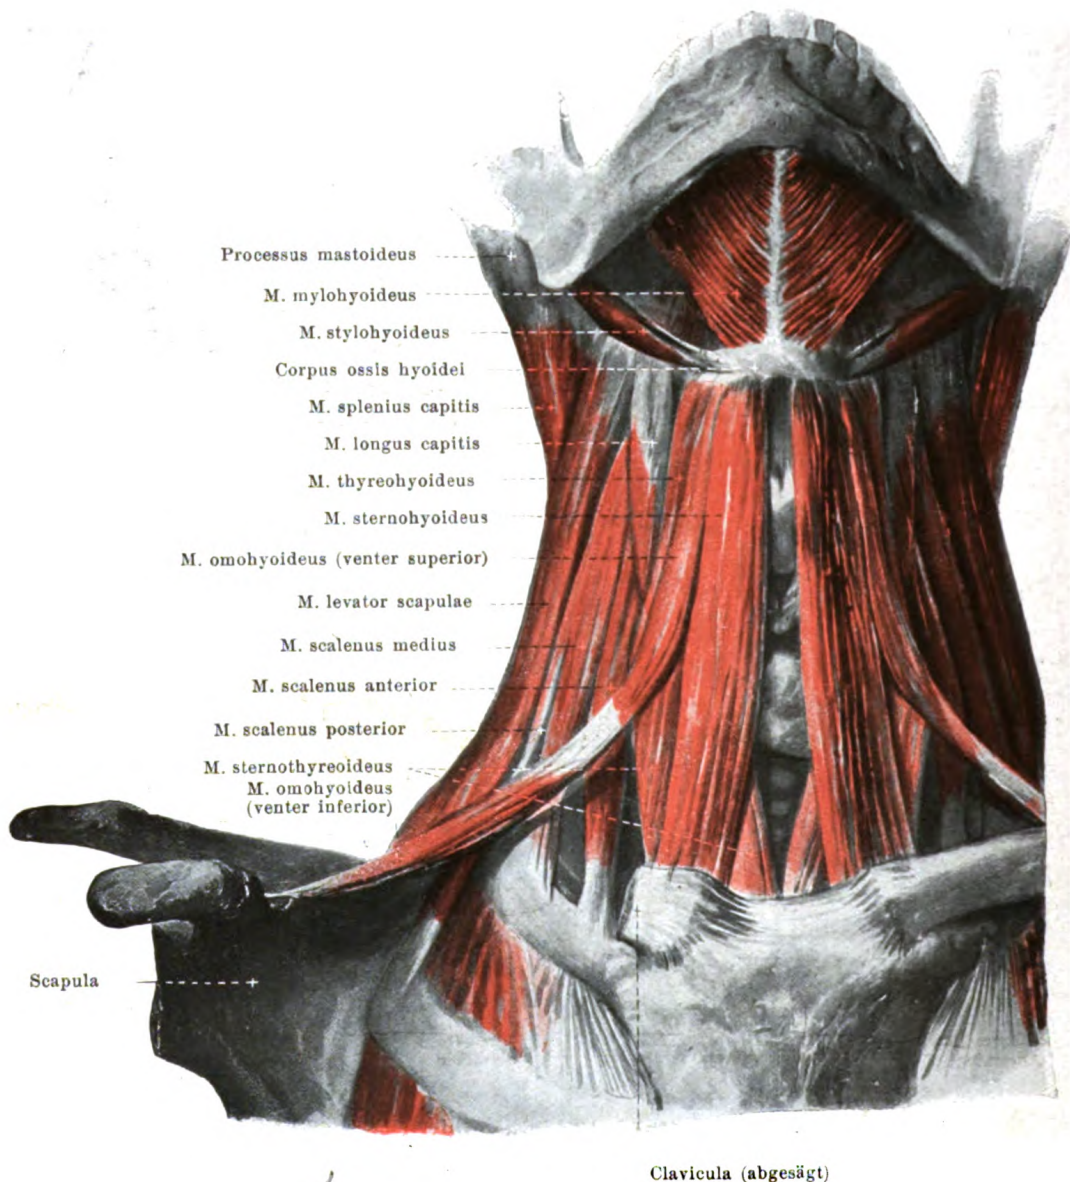 Processus mastoideus
M. mylohyoideus
M. stylohyoideus
Corpus ossis hyoidei
M. splenius capitis
M. longus capitis
M. thyreohyoideus
M. sternohyoideus
M. omohyoideus (venter superior)
M. levator scapulae
M. scalenus medius
M. scalenus anterior
M. scalenus posterior
M. sternothyreoideus
M. omohyoideus
(venter inferior)
Scapula
Clavicula (abgesägt)